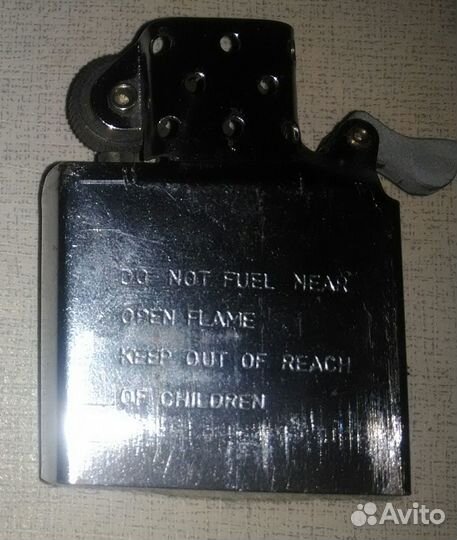 DO NOT FUEL NEAR
OPEN FLAME
KEEP OUT OF REACH
OF CHILDREN
Avito